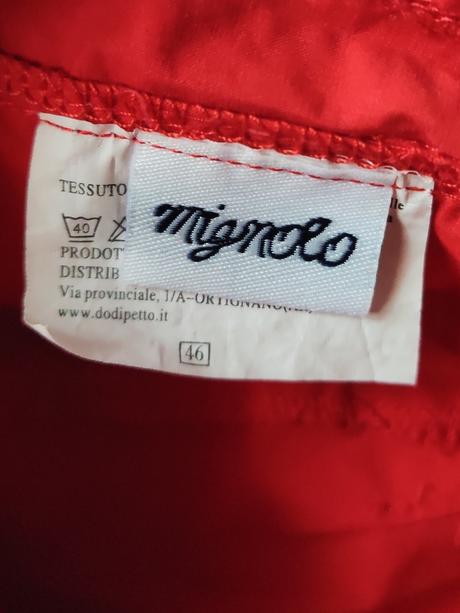 mignolo
TESSUTO
40
PRODOT
DISTRIB
Via provinciale, 1/A-ORTIGNANO
www.dodipetto.it
46